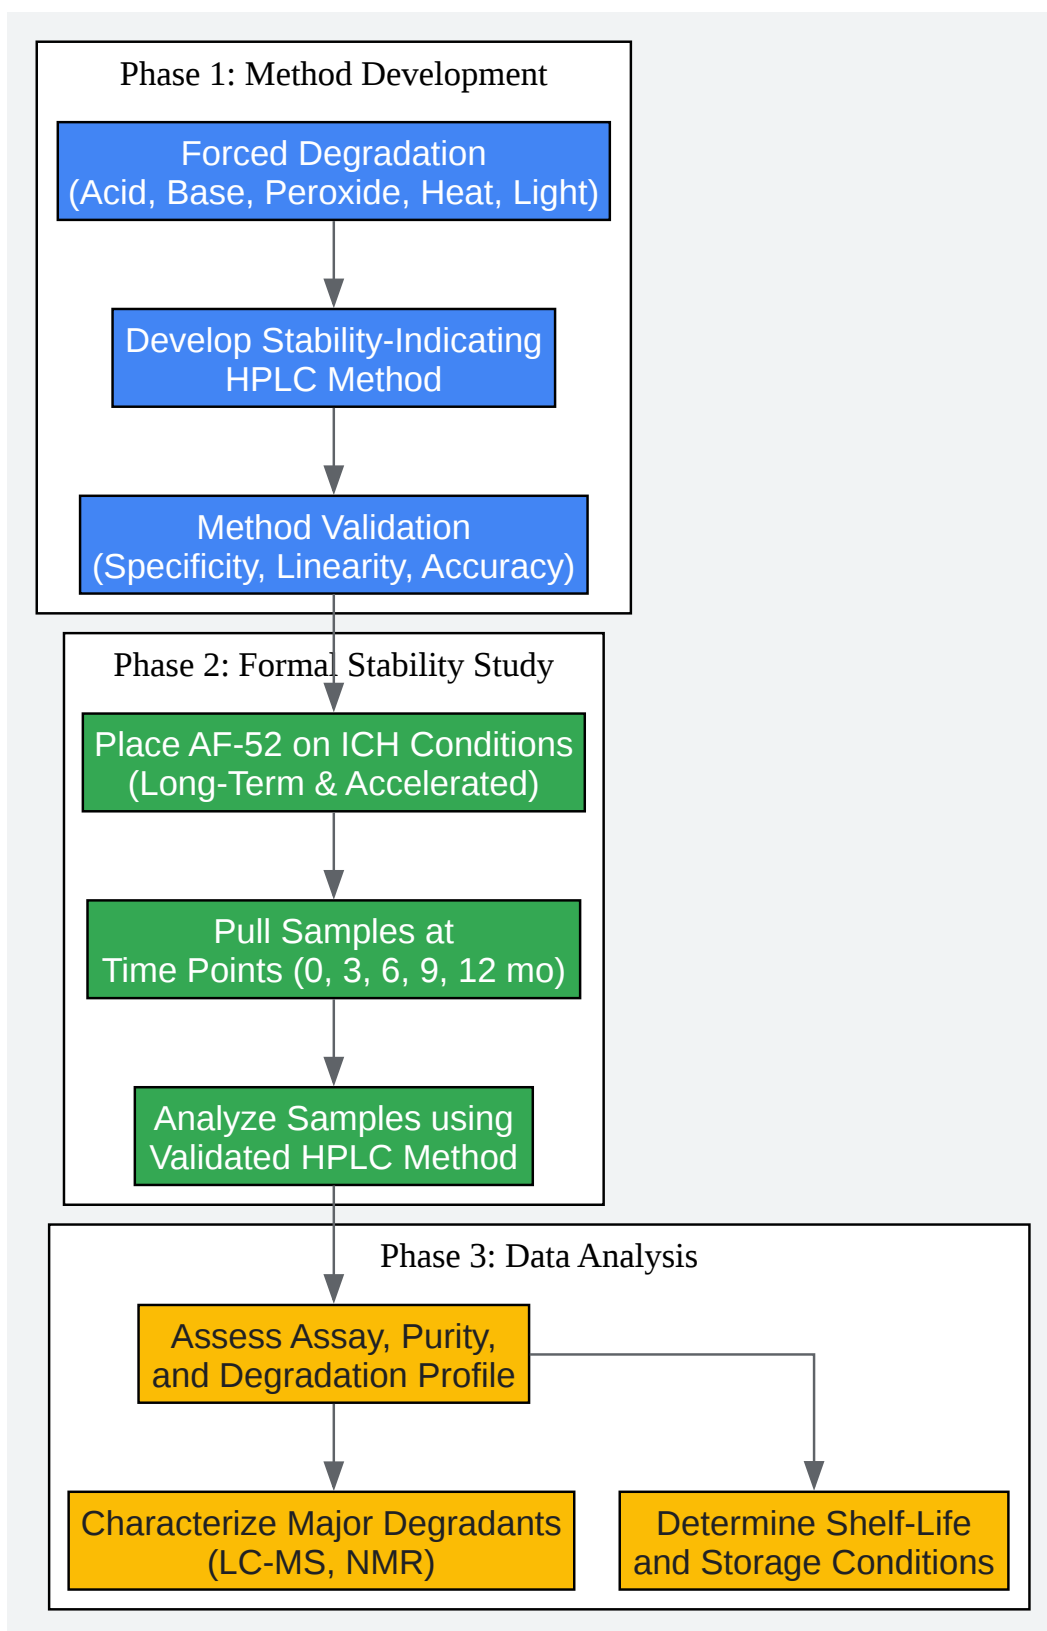 Phase 1: Method Development
Forced Degradation
(Acid, Base, Peroxide, Heat, Light)
Develop Stability-Indicating
HPLC Method
Method Validation
(Specificity, Linearity, Accuracy)
Phase 2: Formal Stability Study
Place AF-52 on ICH Conditions
(Long-Term & Accelerated)
Pull Samples at
Time Points (0, 3, 6, 9, 12 mo)
Analyze Samples using
Validated HPLC Method
Phase 3: Data Analysis
Assess Assay, Purity,
and Degradation Profile
Characterize Major Degradants
(LC-MS, NMR)
Determine Shelf-Life
and Storage Conditions